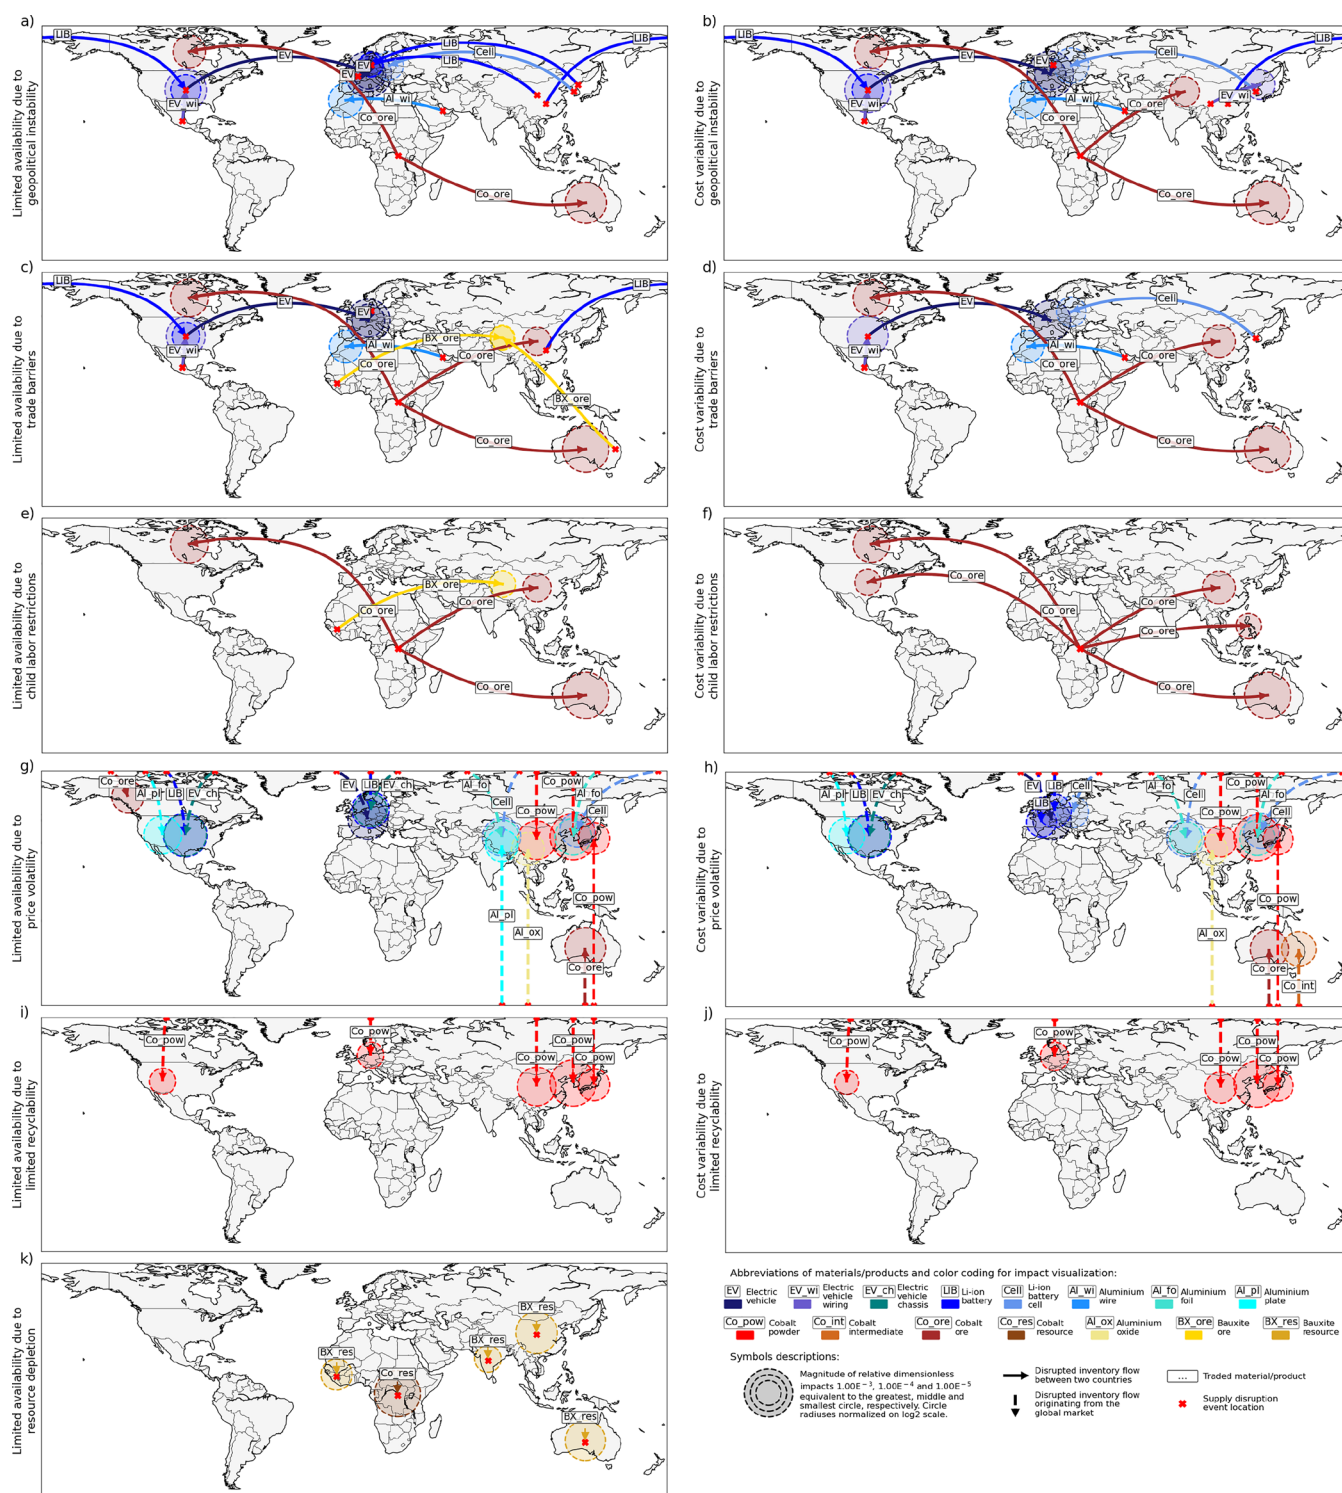 a)
Limited availability due to
geopolitical instability
LIB
EV
EV_wi
EV
EV
LIB
Cell
LIB
Al_wi
Co_ore
Co_ore
LIB
b)
Cost variability due to
geopolitical instability
LIB
EV
EV_wi
EV
Cell
Al_wi
Co_ore
Co_ore
EV_wi
Co_ore
LIB
c)
Limited availability due to
trade barriers
LIB
EV
EV_wi
EV
BX_ore
Al_wi
Co_ore
Co_ore
BX_ore
Co_ore
LIB
d)
Cost variability due to
trade barriers
EV
EV_wi
Cell
Al_wi
Co_ore
Co_ore
Co_ore
e)
Limited availability due to
child labor restrictions
BX_ore
Co_ore
Co_ore
Co_ore
f)
Cost variability due to
child labor restrictions
Co_ore
Co_ore
Co_ore
Co_ore
Co_ore
g)
Limited availability due to
price volatility
Co_ore
Al_pl
LIB
EV_ch
EV
LIB
EV_ch
Al_fo
Cell
Co_pow
Co_pow
Al_fo
Cell
Co_pow
Al_pl
Al_ox
Co_ore
h)
Cost variability due to
price volatility
Al_pl
LIB
EV_ch
EV
LIB
Cell
LIB
Al_fo
Cell
Co_pow
Co_pow
Al_fo
Cell
Co_pow
Al_ox
Co_ore
Co_int
i)
Limited availability due to
limited recyclability
Co_pow
Co_pow
Co_pow
Co_pow
Co_pow
j)
Cost variability due to
limited recyclability
Co_pow
Co_pow
Co_pow
Co_pow
Co_pow
k)
Limited availability due to
resource depletion
BX_res
BX_res
BX_res
Co_res
BX_res
Abbreviations of materials/products and color coding for impact visualization:
EV Electric vehicle
EV_wi Electric vehicle wiring
EV_ch Electric vehicle chassis
LIB Li-ion battery
Cell Li-ion battery cell
Al_wi Aluminium wire
Al_fo Aluminium foil
Al_pl Aluminium plate
Co_pow Cobalt powder
Co_int Cobalt intermediate
Co_ore Cobalt ore
Co_res Cobalt resource
Al_ox Aluminium oxide
BX_ore Bauxite ore
BX_res Bauxite resource
Symbols descriptions:
Magnitude of relative dimensionless
impacts 1.00E⁻³, 1.00E⁻⁴ and 1.00E⁻⁵
equivalent to the greatest, middle and
smallest circle, respectively. Circle
radiuses normalized on log2 scale.
Disrupted inventory flow
between two countries
Disrupted inventory flow
originating from the
global market
... Traded material/product
Supply disruption
event location